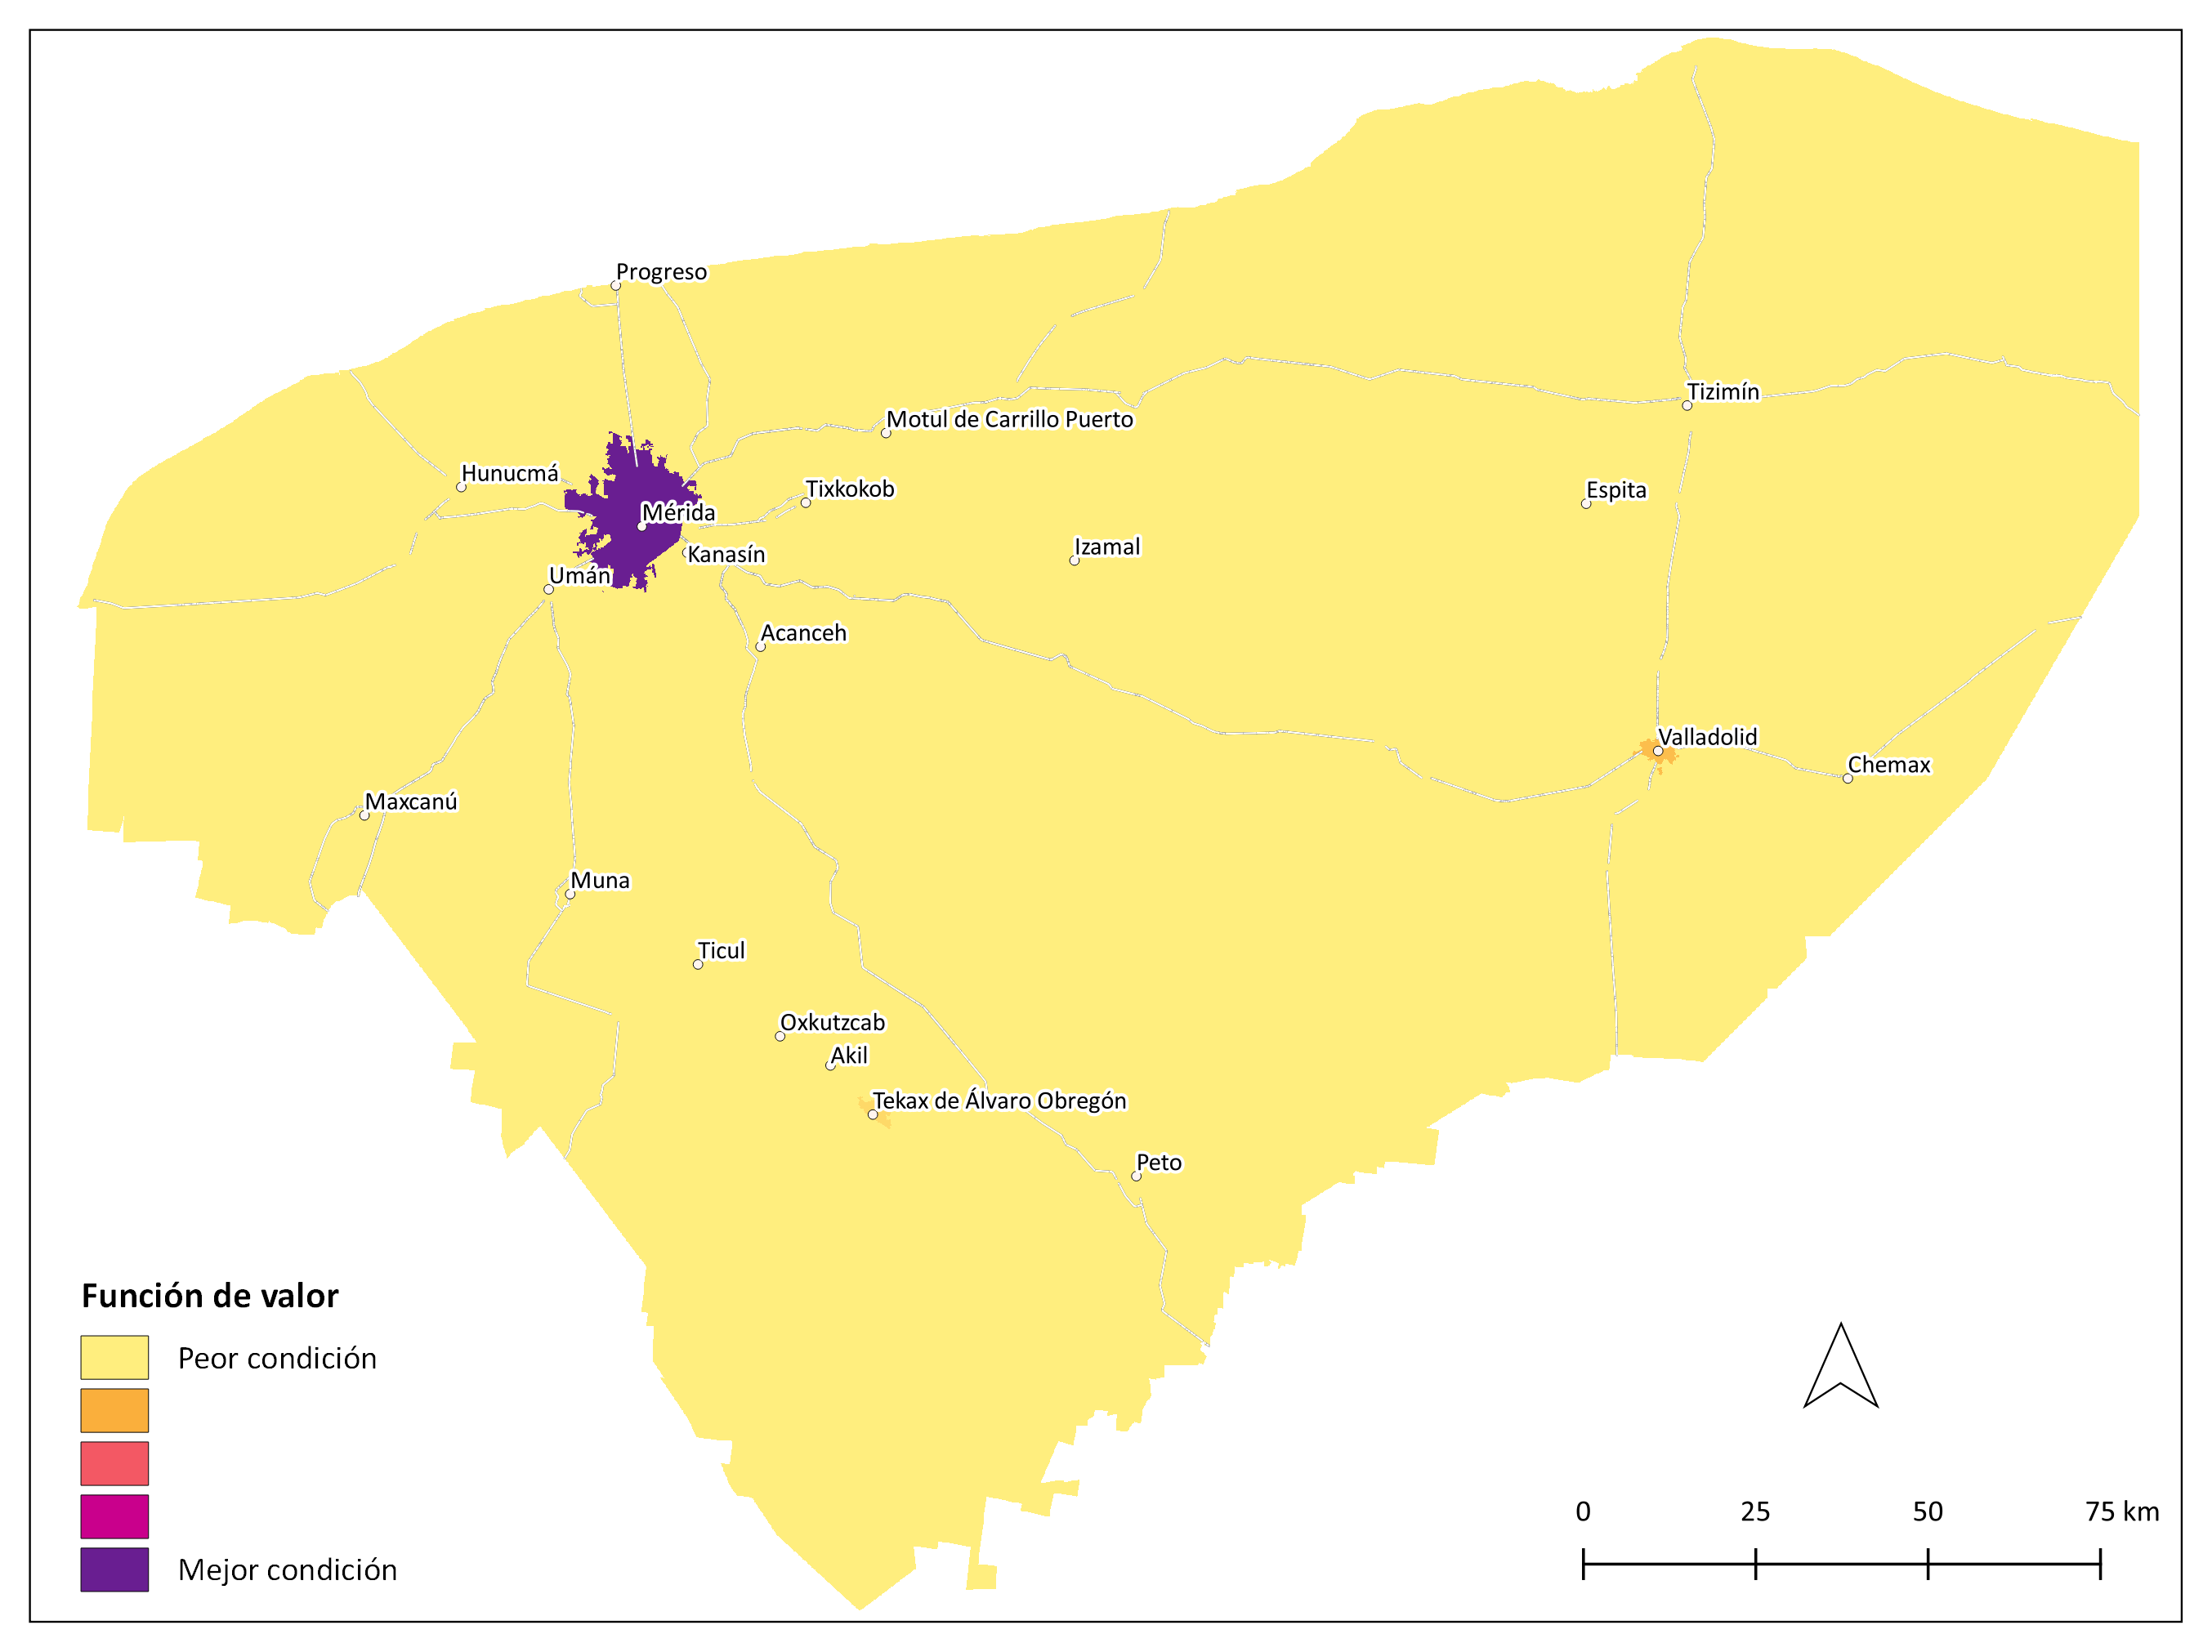 Progreso
Tizimín
Motul de Carrillo Puerto
Hunucmá
Tixkokob
Espita
Mérida
Izamal
Kanasín
Umán
Acanceh
Valladolid
Chemax
Maxcanú
Muna
Ticul
Oxkutzcab
Akil
Tekax de Álvaro Obregón
Peto
Función de valor
Peor condición
Mejor condición
0 25 50 75 km